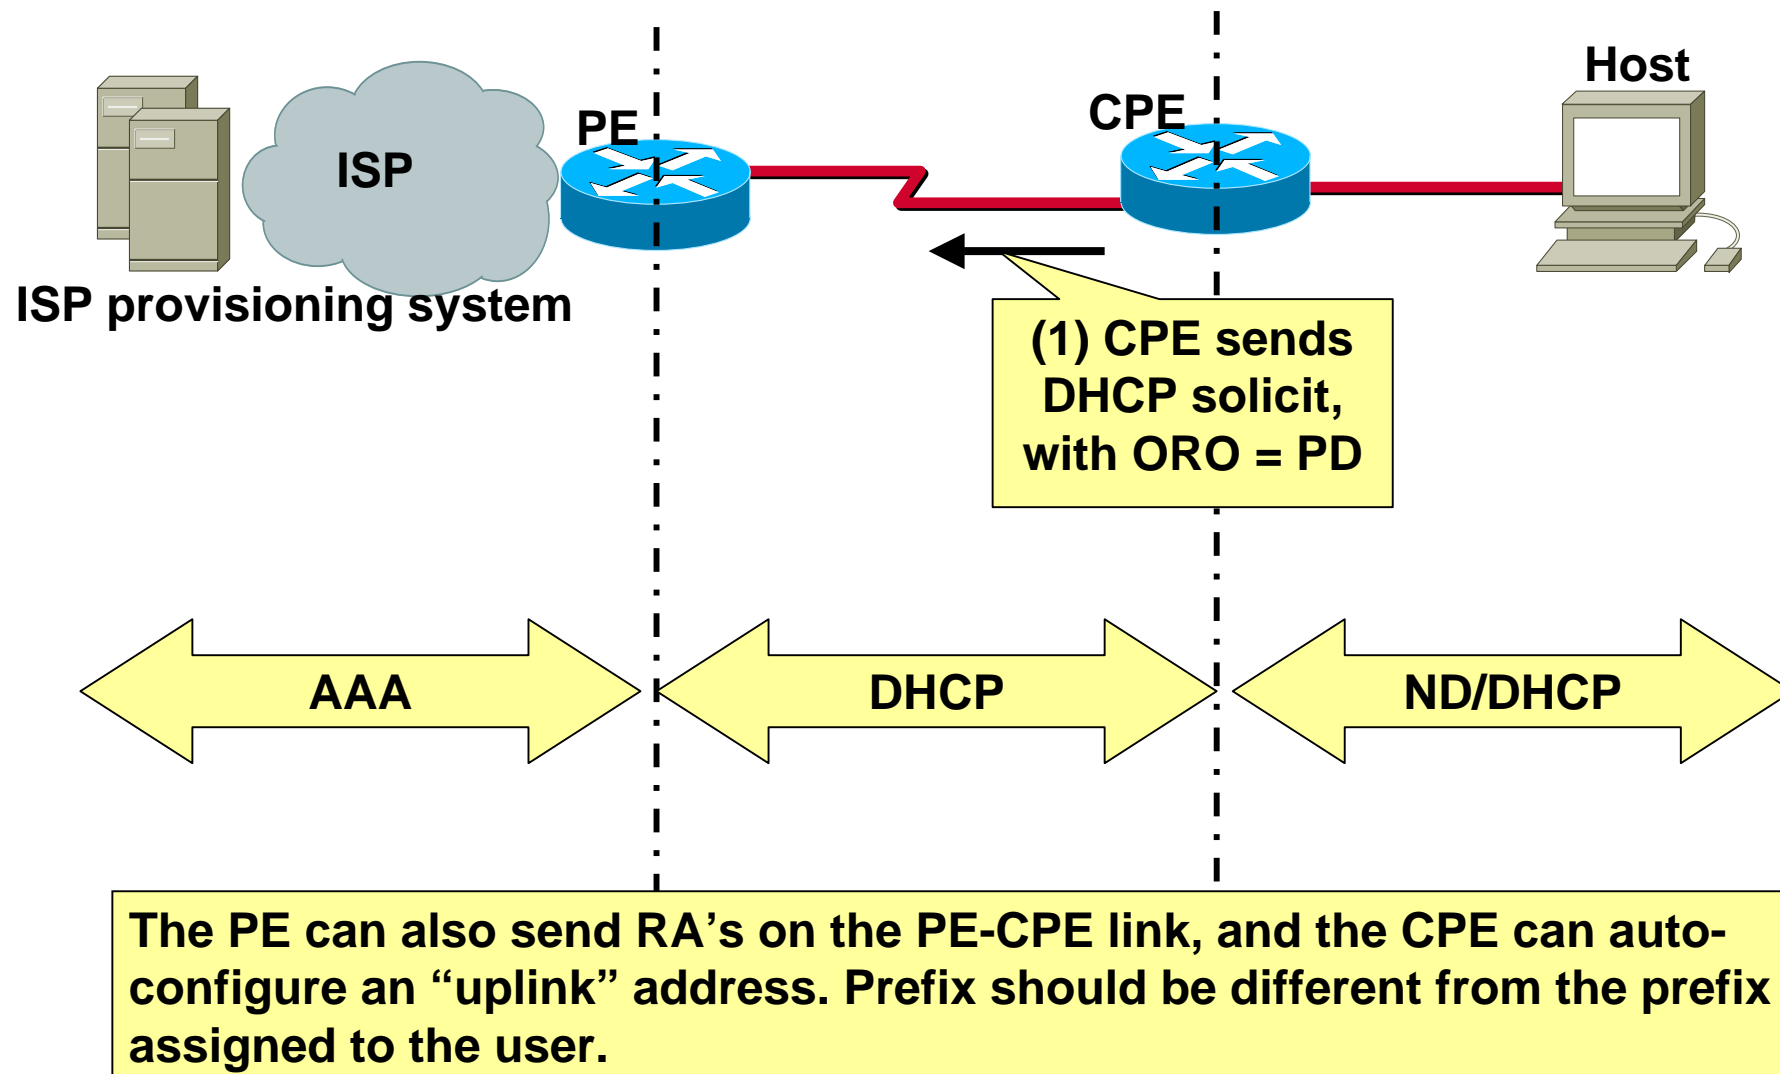 Host
CPE
PE
ISP
ISP provisioning system
(1) CPE sends
DHCP solicit,
with ORO = PD
AAA
DHCP
ND/DHCP
The PE can also send RA’s on the PE-CPE link, and the CPE can auto-
configure an “uplink” address. Prefix should be different from the prefix
assigned to the user.